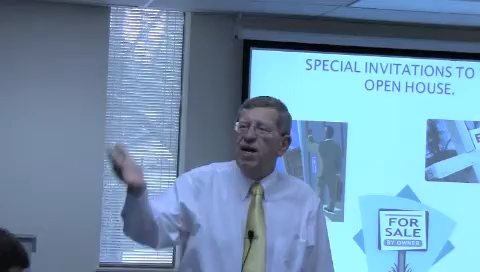 SPECIAL INVITATIONS TO
OPEN HOUSE.
FOR
SALE
BY OWNER